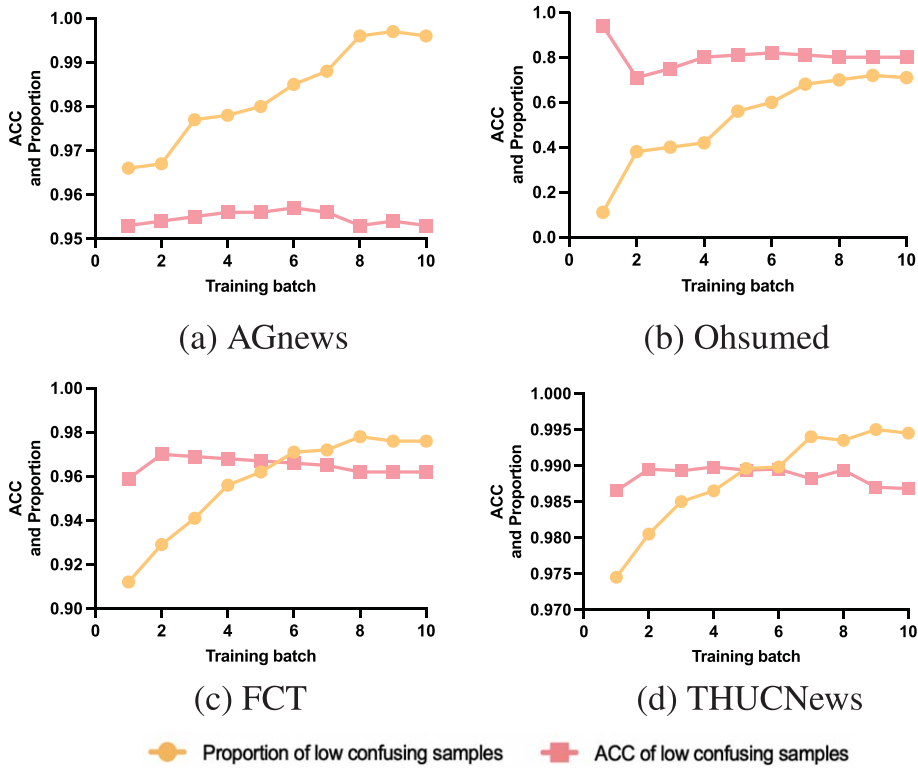 1.00
0.99
0.98
0.97
0.96
0.95
ACC
and Proportion
0 2 4 6 8 10
Training batch
(a) AGnews
1.0
0.8
0.6
0.4
0.2
0.0
ACC
and Proportion
0 2 4 6 8 10
Training batch
(b) Ohsumed
1.00
0.98
0.96
0.94
0.92
0.90
ACC
and Proportion
0 2 4 6 8 10
Training batch
(c) FCT
1.000
0.995
0.990
0.985
0.980
0.975
0.970
ACC
and Proportion
0 2 4 6 8 10
Training batch
(d) THUCNews
Proportion of low confusing samples ACC of low confusing samples